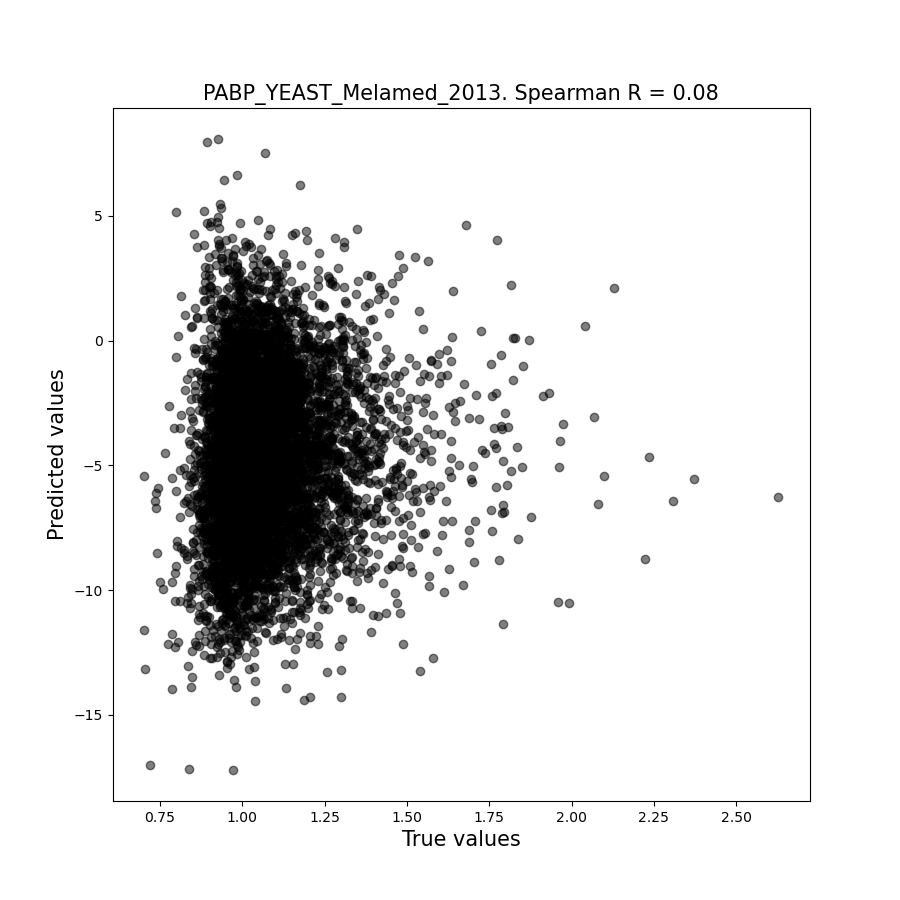 PABP_YEAST_Melamed_2013. Spearman R = 0.08
Predicted values
5
0
−5
−10
−15
0.75 1.00 1.25 1.50 1.75 2.00 2.25 2.50
True values